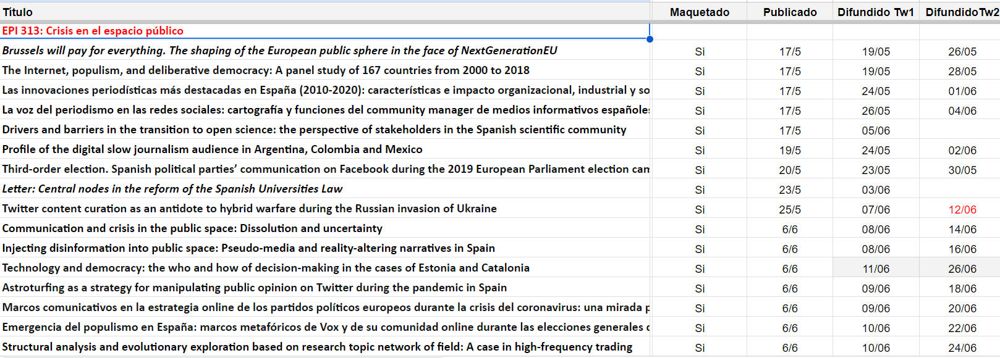 Título Maquetado Publicado Difundido Tw1 Difundido Tw2
EPI 313: Crisis en el espacio público
Brussels will pay for everything. The shaping of the European public sphere in the face of NextGenerationEU Si 17/5 19/05 26/05
The Internet, populism, and deliberative democracy: A panel study of 167 countries from 2000 to 2018 Si 17/5 19/05 28/05
Las innovaciones periodísticas más destacadas en España (2010-2020): características e impacto organizacional, industrial y so Si 17/5 24/05 01/06
La voz del periodismo en las redes sociales: cartografía y funciones del community manager de medios informativos españoles Si 17/5 26/05 04/06
Drivers and barriers in the transition to open science: the perspective of stakeholders in the Spanish scientific community Si 17/5 05/06
Profile of the digital slow journalism audience in Argentina, Colombia and Mexico Si 19/5 24/05 02/06
Third-order election. Spanish political parties’ communication on Facebook during the 2019 European Parliament election cam Si 20/5 23/05 30/05
Letter: Central nodes in the reform of the Spanish Universities Law Si 23/5 03/06
Twitter content curation as an antidote to hybrid warfare during the Russian invasion of Ukraine Si 25/5 07/06 12/06
Communication and crisis in the public space: Dissolution and uncertainty Si 6/6 08/06 14/06
Injecting disinformation into public space: Pseudo-media and reality-altering narratives in Spain Si 6/6 08/06 16/06
Technology and democracy: the who and how of decision-making in the cases of Estonia and Catalonia Si 6/6 11/06 26/06
Astroturfing as a strategy for manipulating public opinion on Twitter during the pandemic in Spain Si 6/6 09/06 18/06
Marcos comunicativos en la estrategia online de los partidos políticos europeos durante la crisis del coronavirus: una mirada p Si 6/6 09/06 20/06
Emergencia del populismo en España: marcos metafóricos de Vox y de su comunidad online durante las elecciones generales Si 6/6 10/06 22/06
Structural analysis and evolutionary exploration based on research topic network of field: A case in high-frequency trading Si 6/6 10/06 24/06